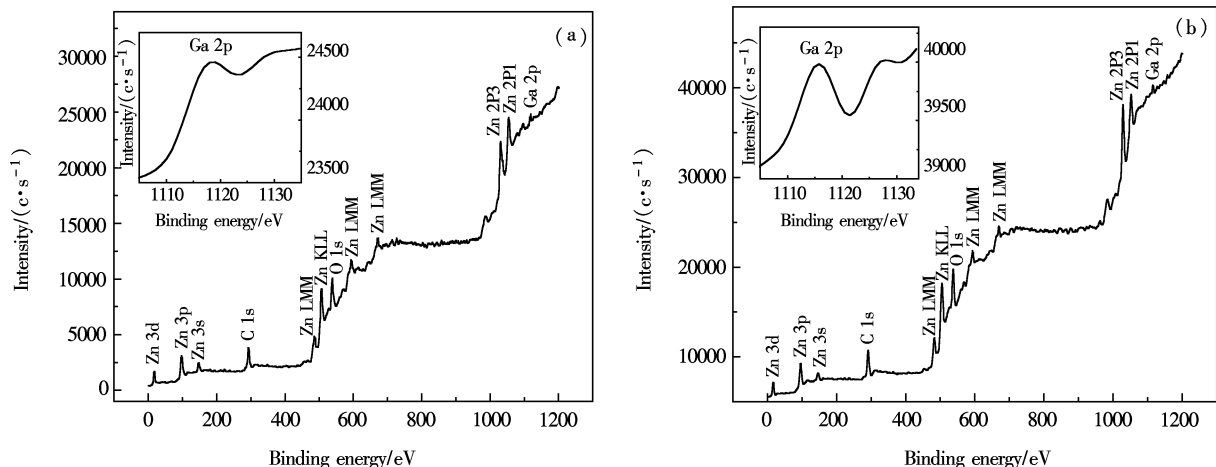 (a)
Intensity/(c•s⁻¹)
30000
25000
20000
15000
10000
5000
0
0 200 400 600 800 1000 1200
Binding energy/eV
Zn 3d
Zn 3p
Zn 3s
C 1s
Zn LMM
Zn KLL
O 1s
Zn LMM
Zn LMM
Zn 2P3
Zn 2P1
Ga 2p
Ga 2p
Intensity/(c•s⁻¹)
24500
24000
23500
1110 1120 1130
Binding energy/eV
(b)
Intensity/(c•s⁻¹)
40000
30000
20000
10000
0 200 400 600 800 1000 1200
Binding energy/eV
Zn 3d
Zn 3p
Zn 3s
C 1s
Zn LMM
Zn KLL
O 1s
Zn LMM
Zn LMM
Zn 2P3
Zn 2P1
Ga 2p
Ga 2p
Intensity/(c•s⁻¹)
40000
39500
39000
1110 1120 1130
Binding energy/eV